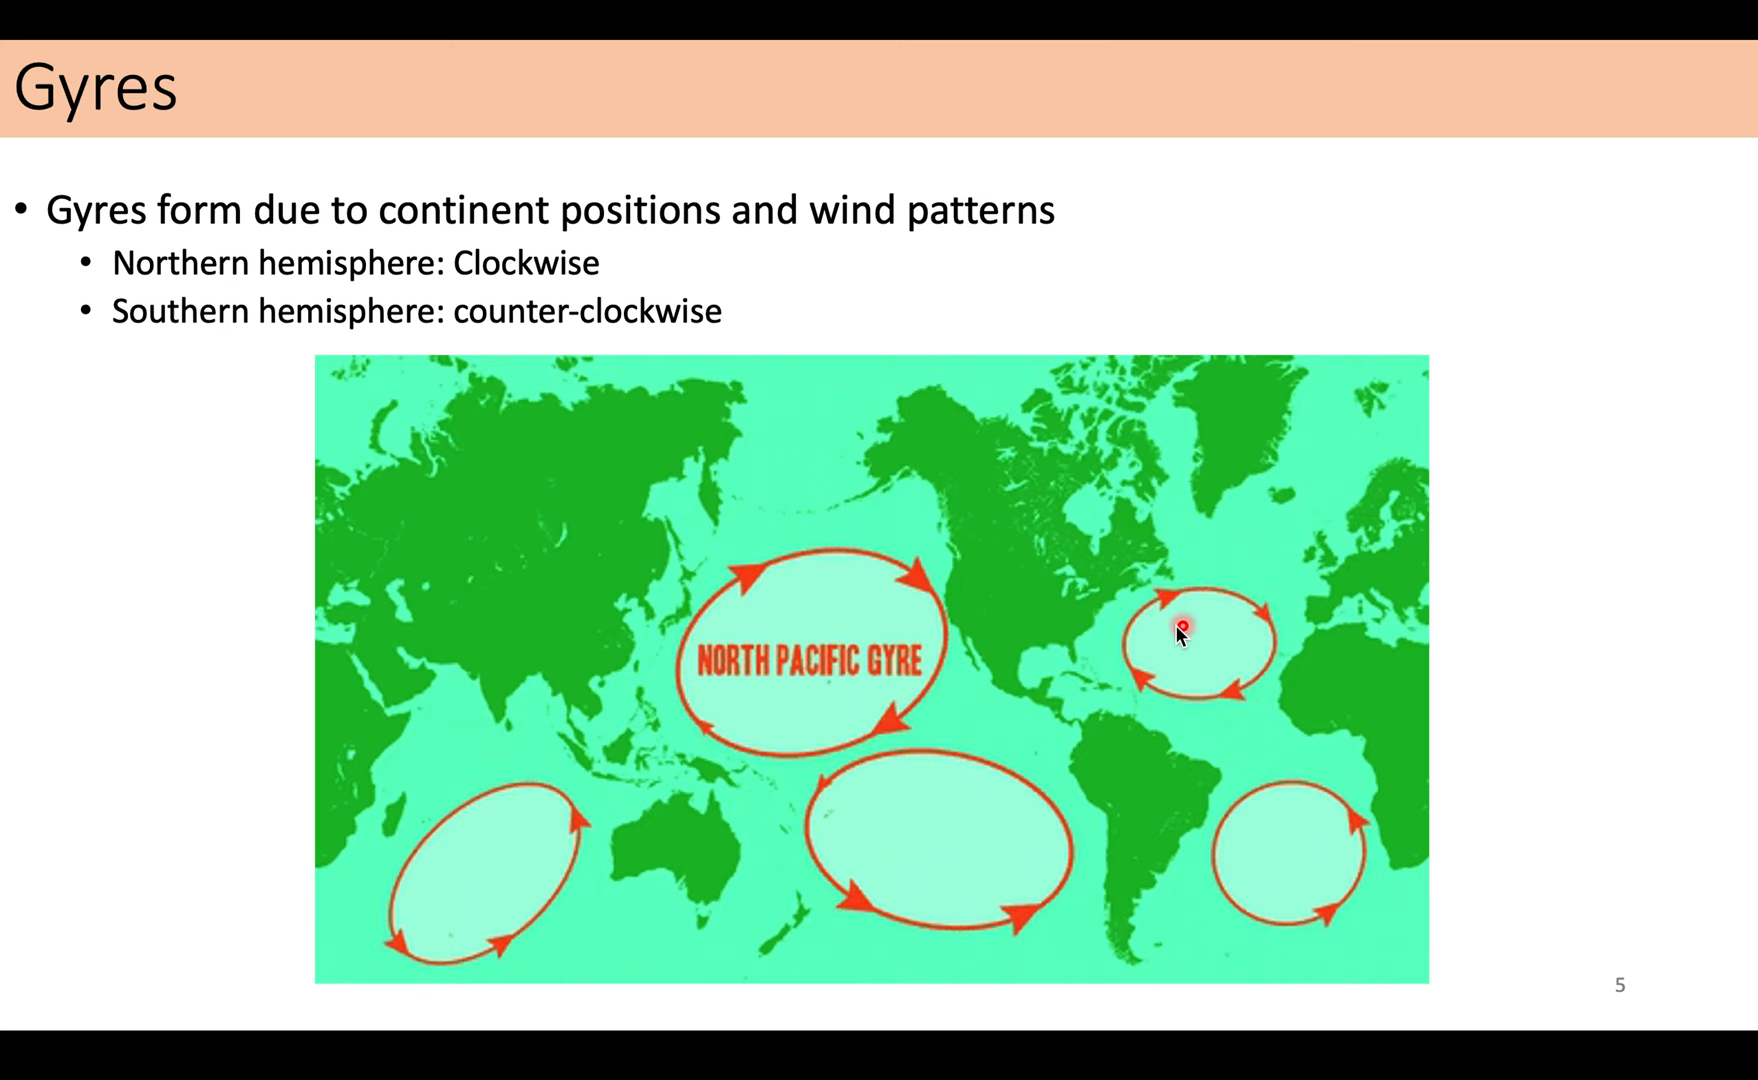 Gyres
• Gyres form due to continent positions and wind patterns
• Northern hemisphere: Clockwise
• Southern hemisphere: counter-clockwise
NORTH PACIFIC GYRE
5